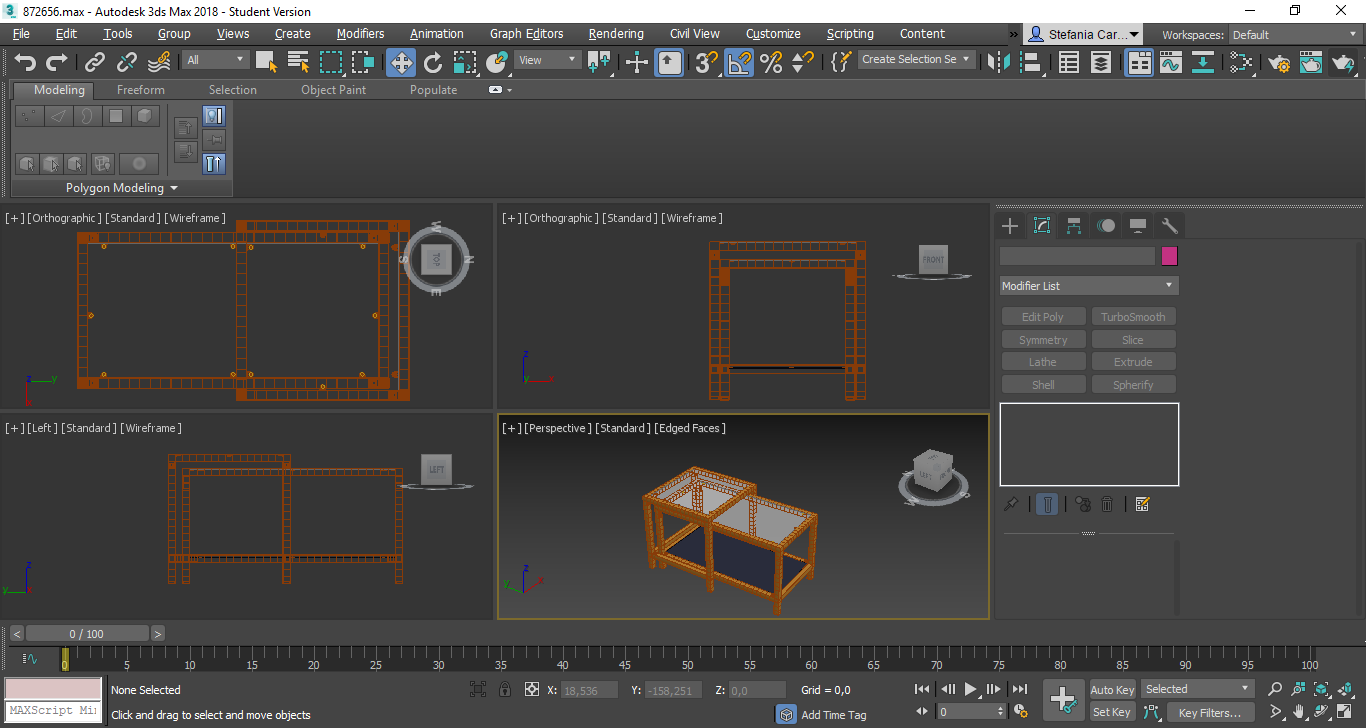 872656.max - Autodesk 3ds Max 2018 - Student Version
File Edit Tools Group Views Create Modifiers Animation Graph Editors Rendering Civil View Customize Scripting Content » Stefania Car... Workspaces: Default
All View Create Selection Se
Modeling Freeform Selection Object Paint Populate
Polygon Modeling
[+] [Orthographic] [Standard] [Wireframe]
W
S TOP N
E
z y
[+] [Orthographic] [Standard] [Wireframe]
FRONT
z
y x
[+] [Left] [Standard] [Wireframe]
LEFT
z
y
[+] [Perspective] [Standard] [Edged Faces]
LEFT
z
y x
Modifier List
Edit Poly TurboSmooth
Symmetry Slice
Lathe Extrude
Shell Spherify
< 0 / 100 >
0 5 10 15 20 25 30 35 40 45 50 55 60 65 70 75 80 85 90 95 100
None Selected X: 18,536 Y: -158,251 Z: 0,0 Grid = 0,0 Auto Key Selected
MAXScript Mi
Click and drag to select and move objects Add Time Tag 0 Set Key Key Filters...